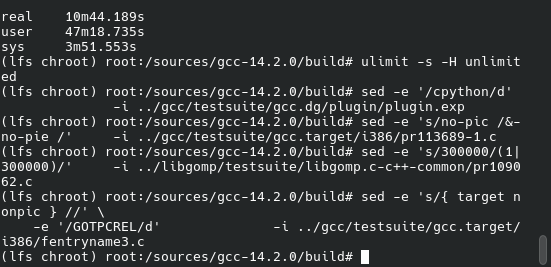 real    10m44.189s
user    47m18.735s
sys     3m51.553s
(lfs chroot) root:/sources/gcc-14.2.0/build# ulimit -s -H unlimit
ed
(lfs chroot) root:/sources/gcc-14.2.0/build# sed -e '/cpython/d'
               -i ../gcc/testsuite/gcc.dg/plugin/plugin.exp
(lfs chroot) root:/sources/gcc-14.2.0/build# sed -e 's/no-pic /&-
no-pie /'     -i ../gcc/testsuite/gcc.target/i386/pr113689-1.c
(lfs chroot) root:/sources/gcc-14.2.0/build# sed -e 's/300000/(1|
300000)/'     -i ../libgomp/testsuite/libgomp.c-c++-common/pr1090
62.c
(lfs chroot) root:/sources/gcc-14.2.0/build# sed -e 's/{ target n
onpic } //' \
    -e '/GOTPCREL/d'              -i ../gcc/testsuite/gcc.target/
i386/fentryname3.c
(lfs chroot) root:/sources/gcc-14.2.0/build#